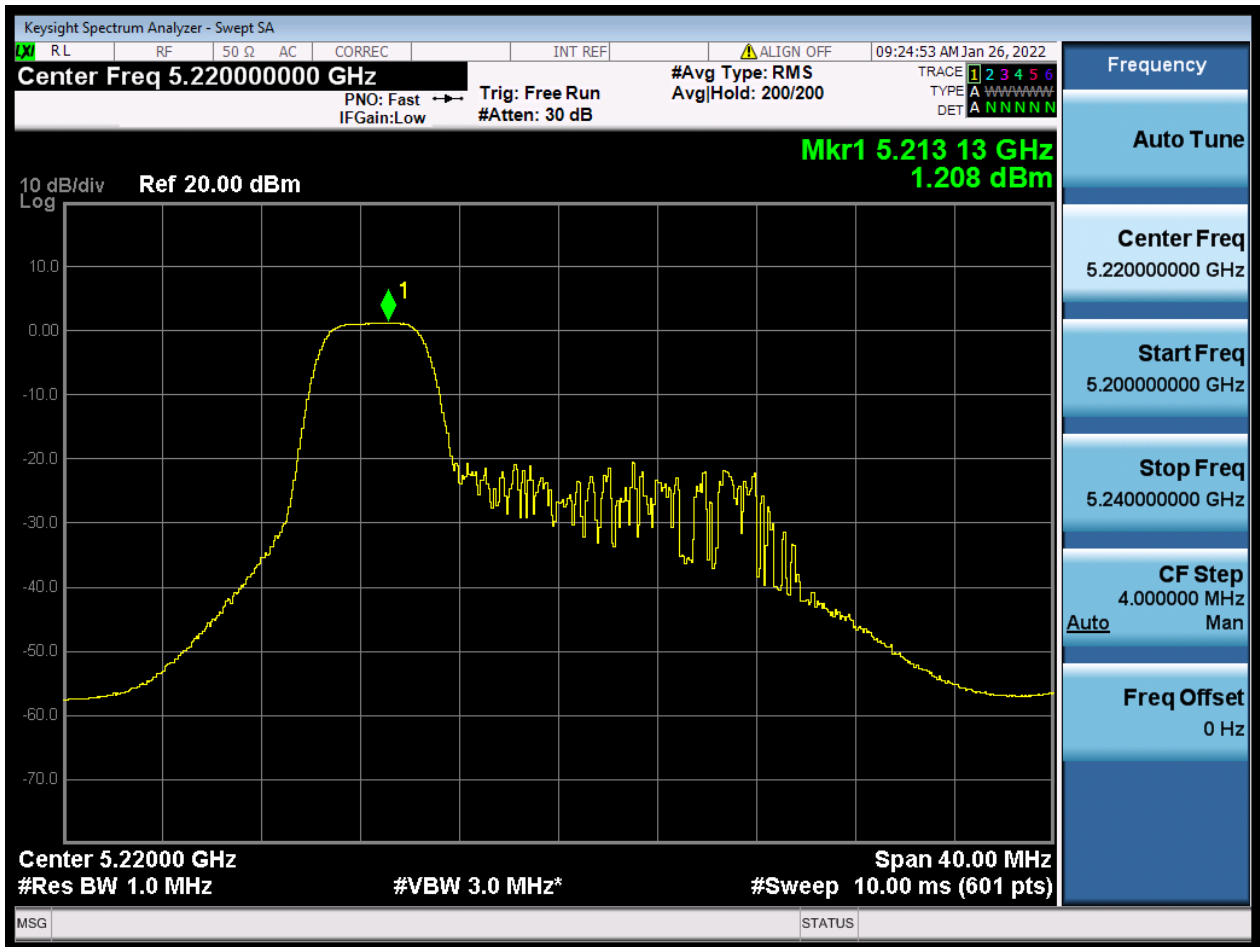 Keysight Spectrum Analyzer - Swept SA
LXI RL RF 50 Ω AC CORREC INT REF ALIGN OFF 09:24:53 AM Jan 26, 2022
Center Freq 5.220000000 GHz
PNO: Fast
IFGain:Low
Trig: Free Run
#Atten: 30 dB
#Avg Type: RMS
Avg|Hold: 200/200
TRACE 1 2 3 4 5 6
TYPE A WWWWW
DET A N N N N N
Mkr1 5.213 13 GHz
1.208 dBm
10 dB/div Ref 20.00 dBm
Log
1
10.0
0.00
-10.0
-20.0
-30.0
-40.0
-50.0
-60.0
-70.0
Center 5.22000 GHz Span 40.00 MHz
#Res BW 1.0 MHz #VBW 3.0 MHz* #Sweep 10.00 ms (601 pts)
MSG STATUS
Frequency
Auto Tune
Center Freq
5.220000000 GHz
Start Freq
5.200000000 GHz
Stop Freq
5.240000000 GHz
CF Step
4.000000 MHz
Auto Man
Freq Offset
0 Hz